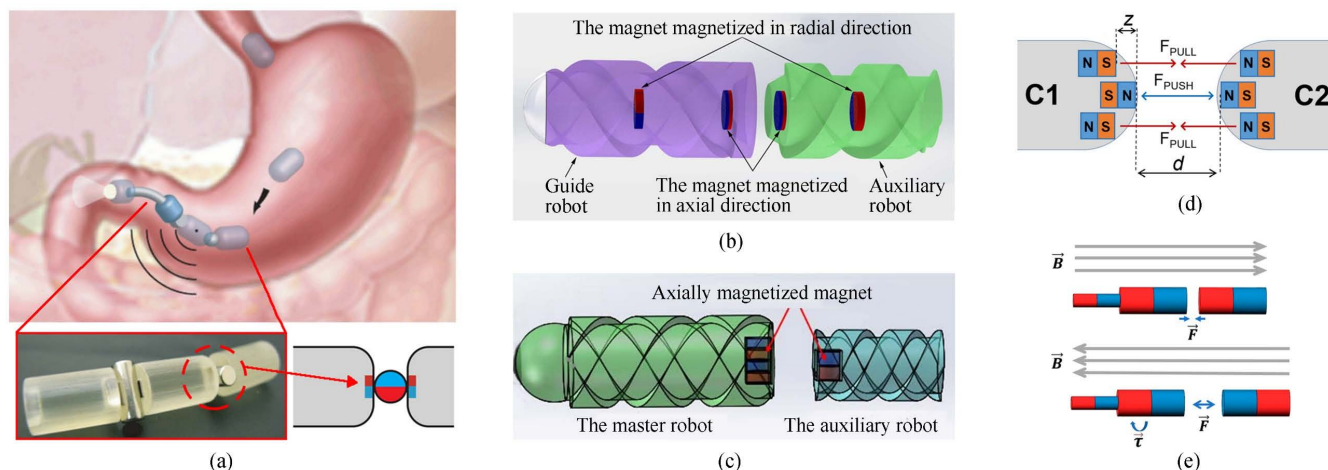 (a)
The magnet magnetized in radial direction
Guide
robot
The magnet magnetized
in axial direction
Auxiliary
robot
(b)
Axially magnetized magnet
The master robot
The auxiliary robot
(c)
z
F_PULL
N S
N S
C1
S N
F_PUSH
N S
C2
N S
N S
F_PULL
d
(d)
B⃗
F⃗
B⃗
τ⃗
F⃗
(e)